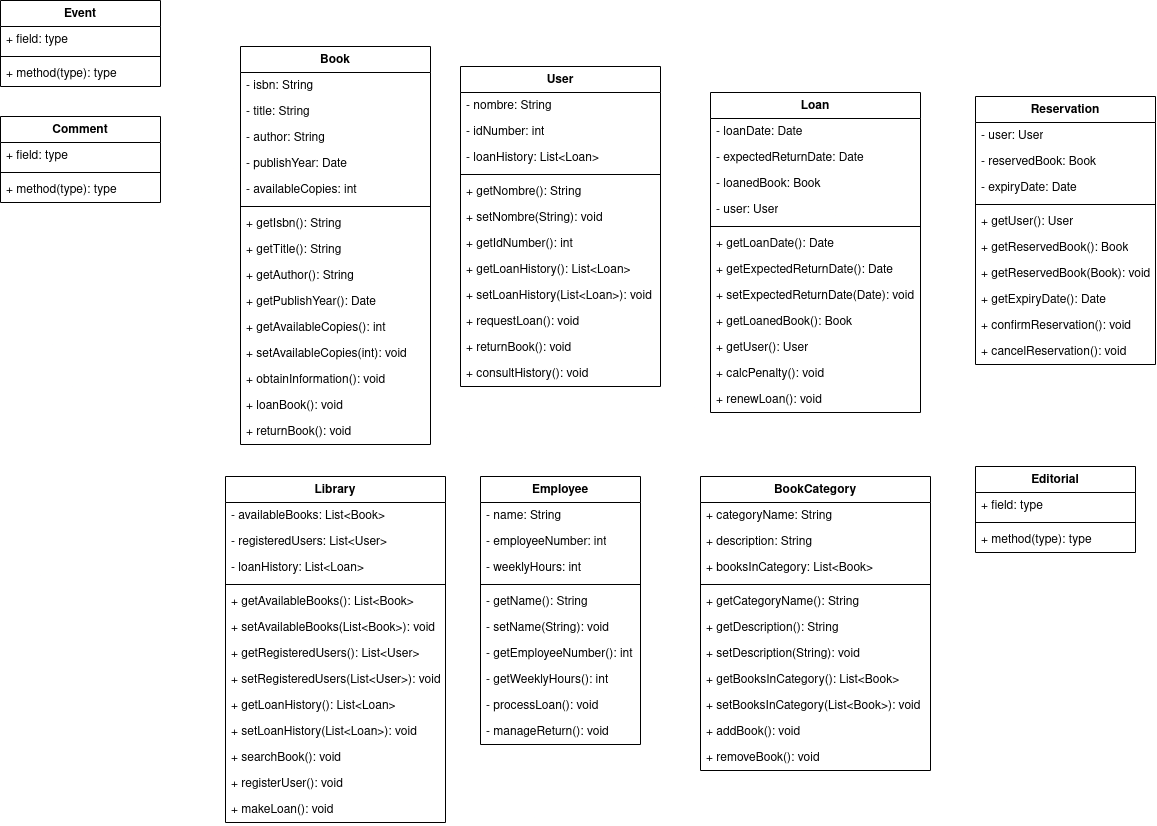 Event
+ field: type
+ method(type): type
Comment
+ field: type
+ method(type): type
Book
- isbn: String
- title: String
- author: String
- publishYear: Date
- availableCopies: int
+ getIsbn(): String
+ getTitle(): String
+ getAuthor(): String
+ getPublishYear(): Date
+ getAvailableCopies(): int
+ setAvailableCopies(int): void
+ obtainInformation(): void
+ loanBook(): void
+ returnBook(): void
User
- nombre: String
- idNumber: int
- loanHistory: List<Loan>
+ getNombre(): String
+ setNombre(String): void
+ getIdNumber(): int
+ getLoanHistory(): List<Loan>
+ setLoanHistory(List<Loan>): void
+ requestLoan(): void
+ returnBook(): void
+ consultHistory(): void
Loan
- loanDate: Date
- expectedReturnDate: Date
- loanedBook: Book
- user: User
+ getLoanDate(): Date
+ getExpectedReturnDate(): Date
+ setExpectedReturnDate(Date): void
+ getLoanedBook(): Book
+ getUser(): User
+ calcPenalty(): void
+ renewLoan(): void
Reservation
- user: User
- reservedBook: Book
- expiryDate: Date
+ getUser(): User
+ getReservedBook(): Book
+ getReservedBook(Book): void
+ getExpiryDate(): Date
+ confirmReservation(): void
+ cancelReservation(): void
Library
- availableBooks: List<Book>
- registeredUsers: List<User>
- loanHistory: List<Loan>
+ getAvailableBooks(): List<Book>
+ setAvailableBooks(List<Book>): void
+ getRegisteredUsers(): List<User>
+ setRegisteredUsers(List<User>): void
+ getLoanHistory(): List<Loan>
+ setLoanHistory(List<Loan>): void
+ searchBook(): void
+ registerUser(): void
+ makeLoan(): void
Employee
- name: String
- employeeNumber: int
- weeklyHours: int
- getName(): String
- setName(String): void
- getEmployeeNumber(): int
- getWeeklyHours(): int
- processLoan(): void
- manageReturn(): void
BookCategory
+ categoryName: String
+ description: String
+ booksInCategory: List<Book>
+ getCategoryName(): String
+ getDescription(): String
+ setDescription(String): void
+ getBooksInCategory(): List<Book>
+ setBooksInCategory(List<Book>): void
+ addBook(): void
+ removeBook(): void
Editorial
+ field: type
+ method(type): type